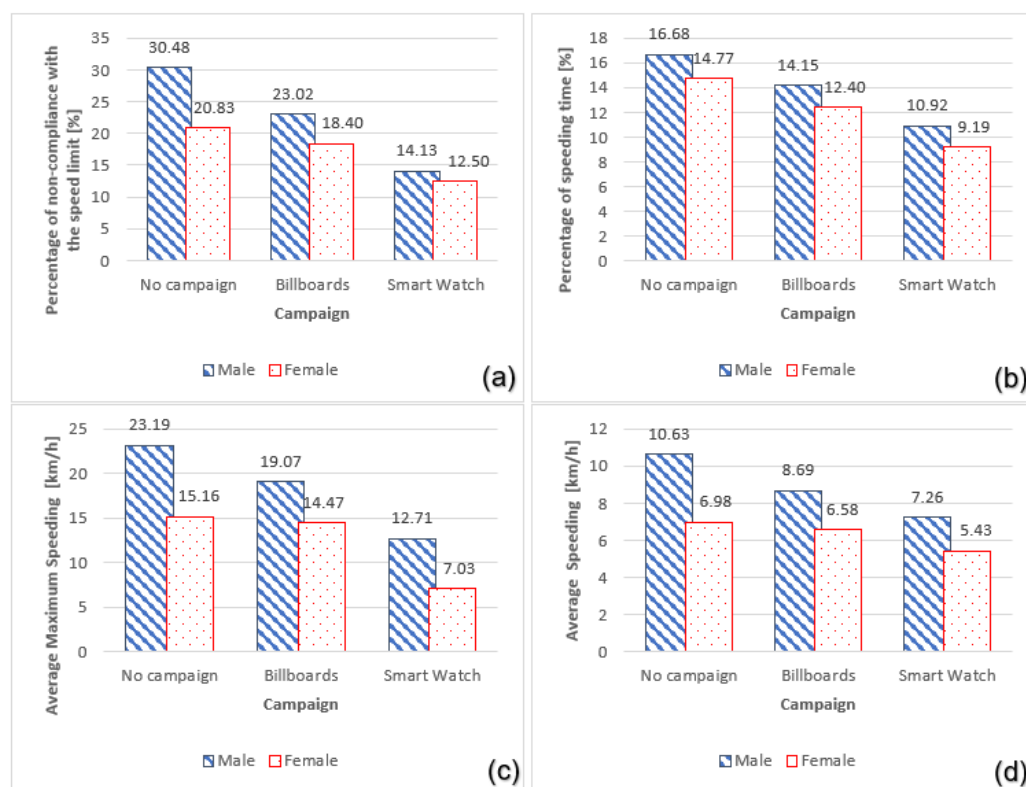 Percentage of non-compliance with
the speed limit [%]
35
30
25
20
15
10
5
0
30.48
20.83
23.02
18.40
14.13
12.50
No campaign
Billboards
Smart Watch
Campaign
Male
Female
(a)
Percentage of speeding time [%]
18
16
14
12
10
8
6
4
2
0
16.68
14.77
14.15
12.40
10.92
9.19
No campaign
Billboards
Smart Watch
Campaign
Male
Female
(b)
Average Maximum Speeding [km/h]
25
20
15
10
5
0
23.19
15.16
19.07
14.47
12.71
7.03
No campaign
Billboards
Smart Watch
Campaign
Male
Female
(c)
Average Speeding [km/h]
12
10
8
6
4
2
0
10.63
6.98
8.69
6.58
7.26
5.43
No campaign
Billboards
Smart Watch
Campaign
Male
Female
(d)